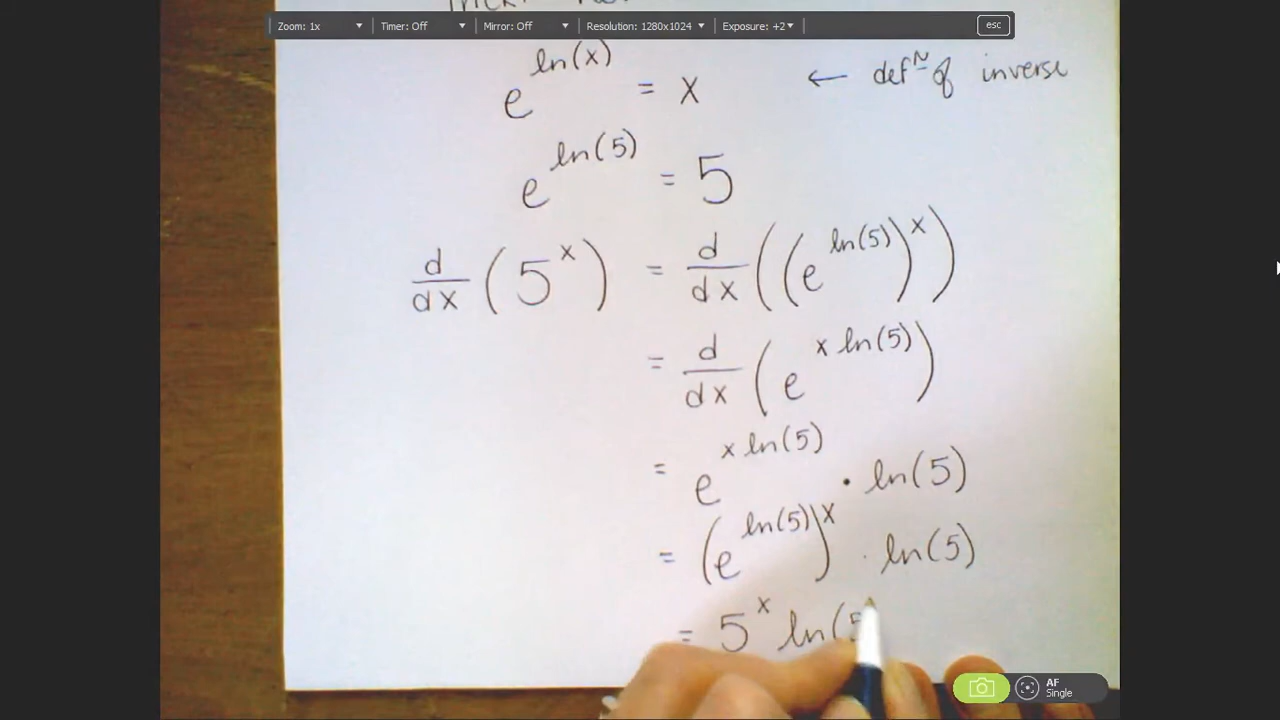 Zoom: 1x Timer: Off Mirror: Off Resolution: 1280x1024 Exposure: +2 esc
e^ln(x) = x ← defᴺ of inverse
e^ln(5) = 5
d/dx (5^x) = d/dx ((e^ln(5))^x)
= d/dx (e^x ln(5))
= e^x ln(5) · ln(5)
= (e^ln(5))^x · ln(5)
= 5^x ln(5
AF
Single